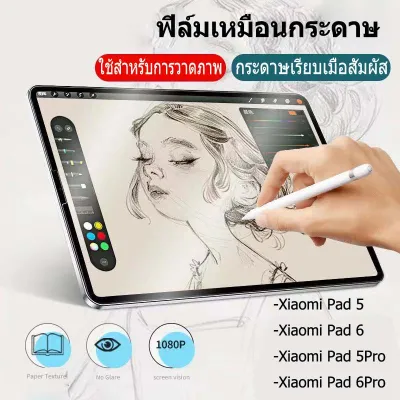 ฟิล์มเหมือนกระดาษ
ใช้สำหรับการวาดภาพ
กระดาษเรียบเมื่อสัมผัส
-Xiaomi Pad 5
-Xiaomi Pad 6
-Xiaomi Pad 5Pro
-Xiaomi Pad 6Pro
1080P
Paper Texture
No Glare
screen vision